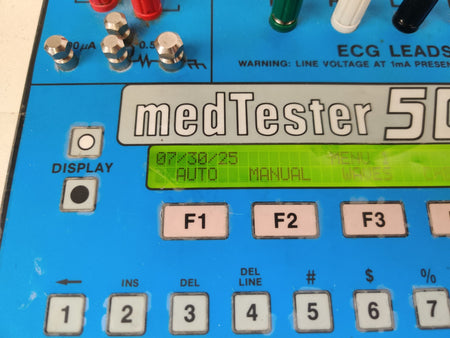 µA
0.5
ECG LEADS
WARNING: LINE VOLTAGE AT 1mA PRESEN
medTester 5
DISPLAY
07/30/25 MENU
AUTO MANUAL WAVES
F1 F2 F3
← INS DEL DEL LINE # $ %
1 2 3 4 5 6 7